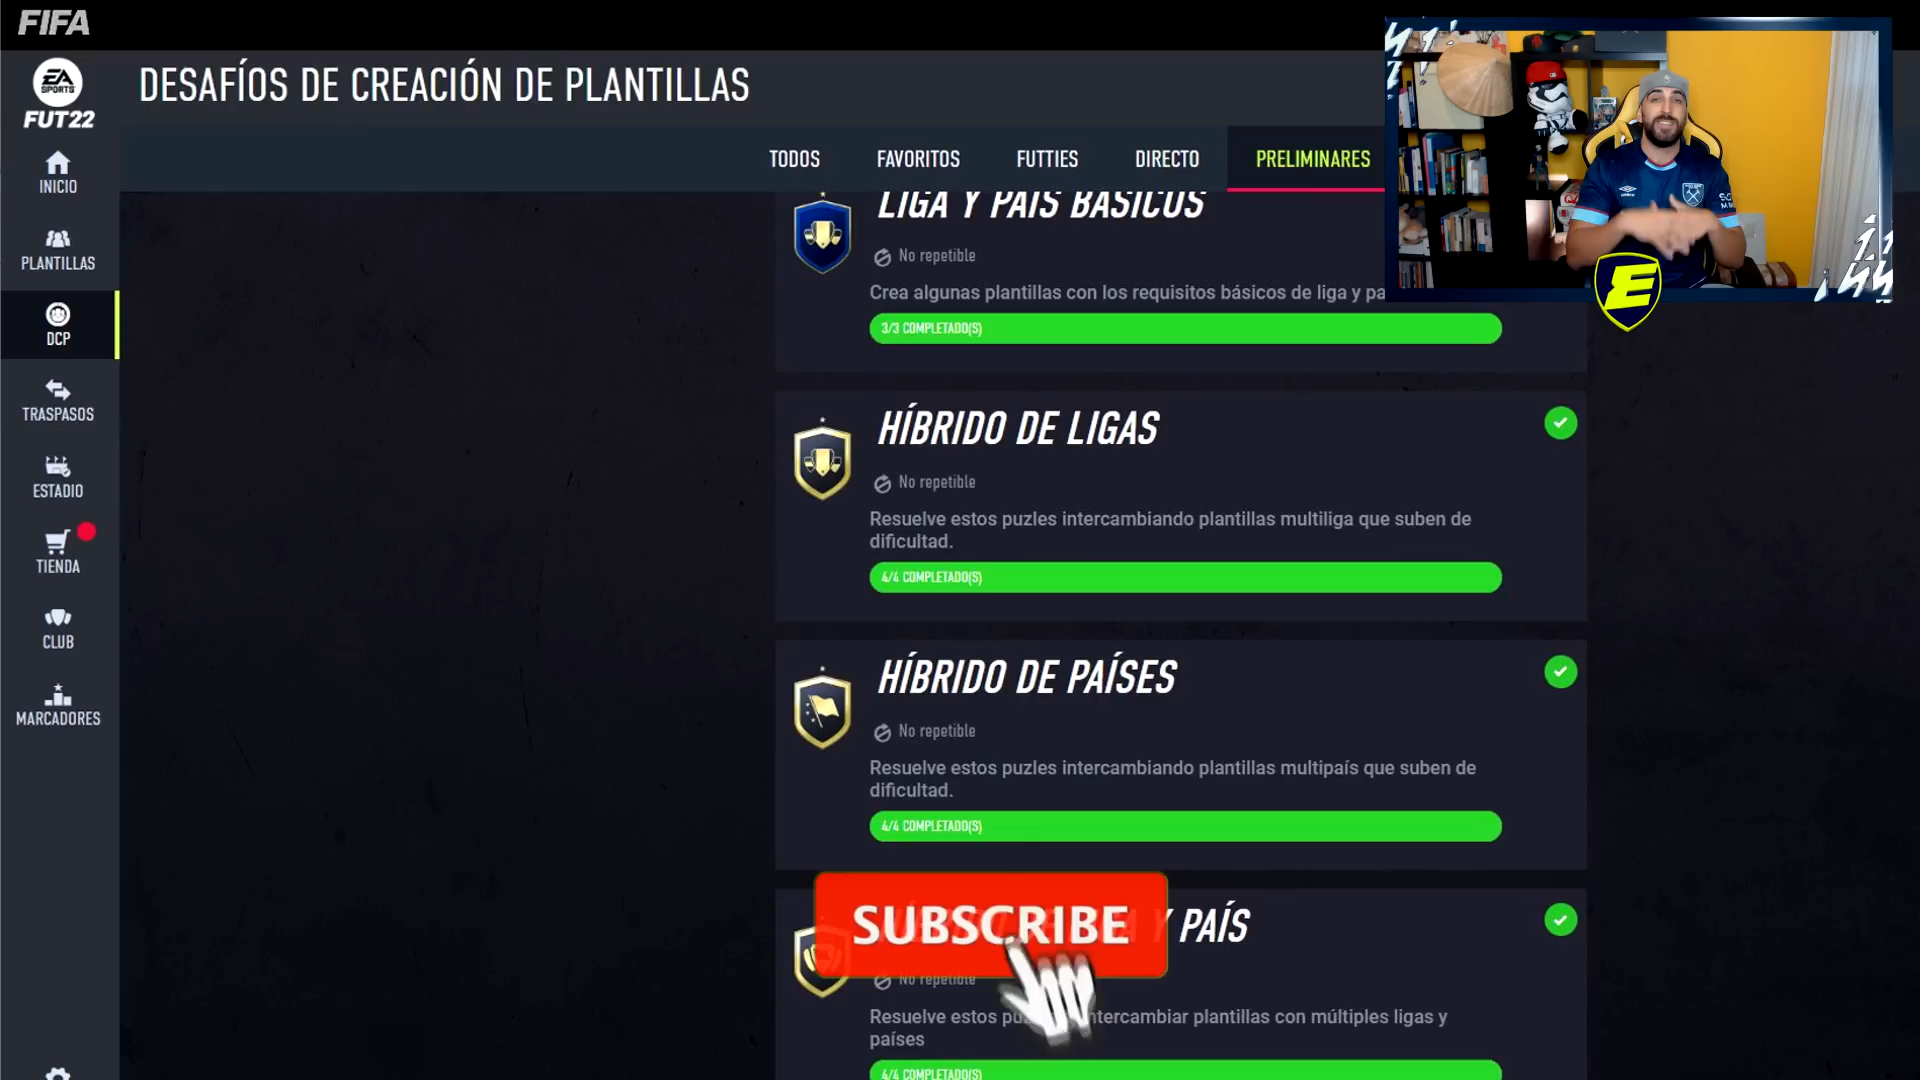 FIFA
EA SPORTS
FUT22
DESAFÍOS DE CREACIÓN DE PLANTILLAS
TODOS
FAVORITOS
FUTTIES
DIRECTO
PRELIMINARES
INICIO
PLANTILLAS
DCP
TRASPASOS
ESTADIO
TIENDA
CLUB
MARCADORES
LIGA Y PAÍS BÁSICOS
No repetible
Crea algunas plantillas con los requisitos básicos de liga y
3/3 COMPLETADO(S)
HÍBRIDO DE LIGAS
No repetible
Resuelve estos puzles intercambiando plantillas multiliga que suben de
dificultad.
4/4 COMPLETADO(S)
HÍBRIDO DE PAÍSES
No repetible
Resuelve estos puzles intercambiando plantillas multipaís que suben de
dificultad.
4/4 COMPLETADO(S)
SUBSCRIBE
Y PAÍS
No repetible
Resuelve estos intercambiar plantillas con múltiples ligas y
países
4/4 COMPLETADO(S)
E